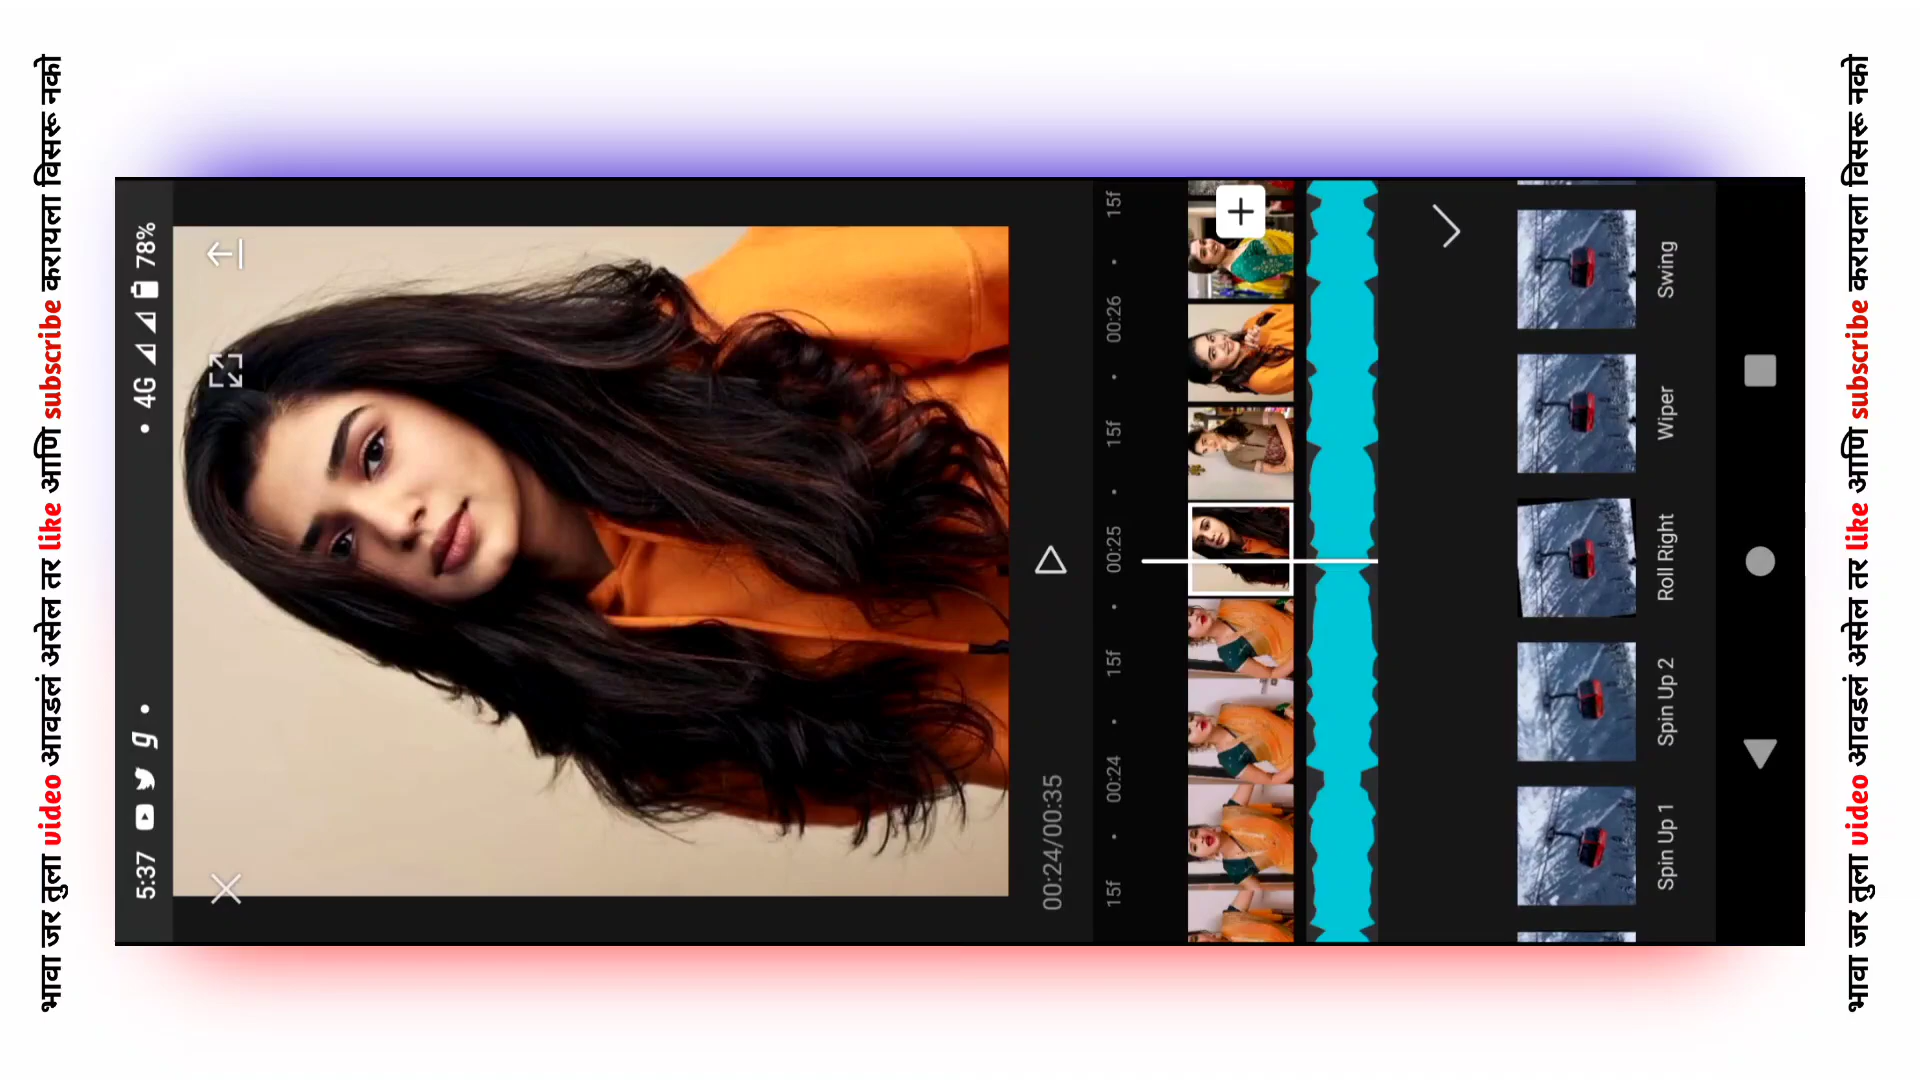 भावा जर तुला video आवडलं असेल तर like आणि subscribe करायला विसरू नको
5:37
g
4G
78%
00:24/00:35
15f
00:24
15f
00:25
15f
00:26
15f
Spin Up 1
Spin Up 2
Roll Right
Wiper
Swing
भावा जर तुला video आवडलं असेल तर like आणि subscribe करायला विसरू नको